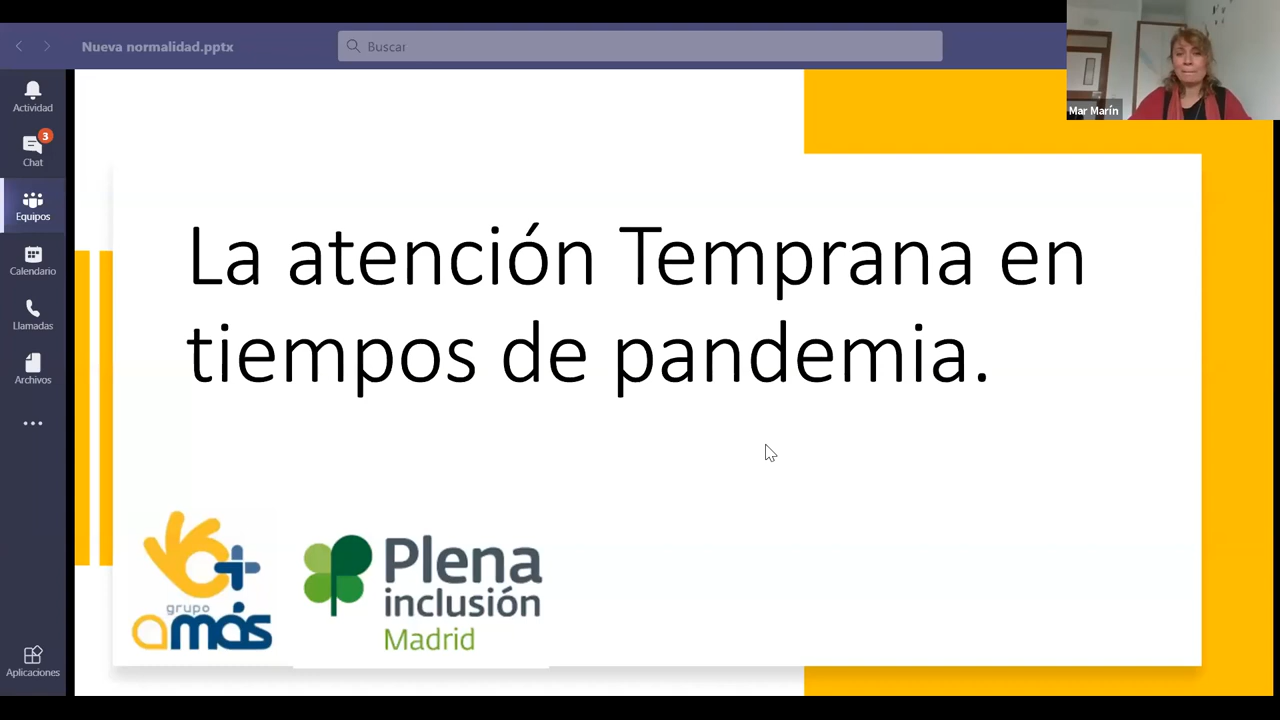 Nueva normalidad.pptx
Buscar
Mar Marín
Actividad
3
Chat
Equipos
Calendario
Llamadas
Archivos
Aplicaciones
La atención Temprana en
tiempos de pandemia.
grupo
amás
Plena
inclusión
Madrid